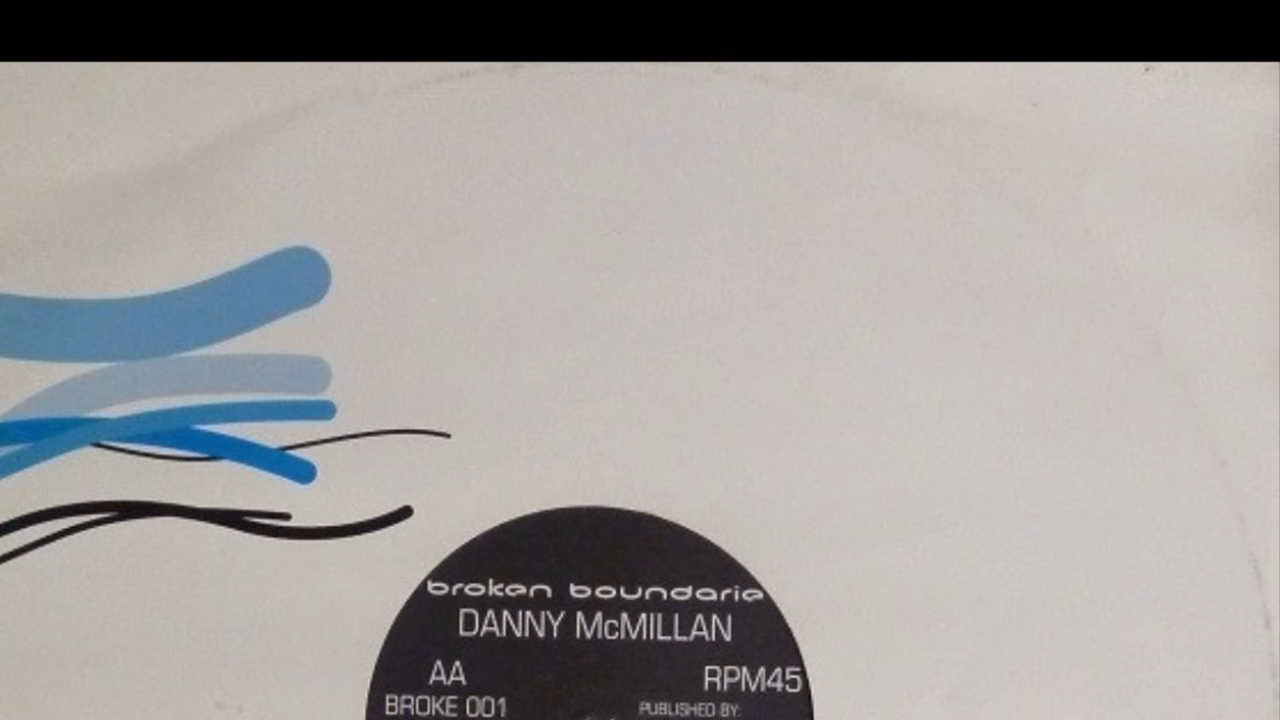 broken boundarie
DANNY McMILLAN
AA
RPM45
BROKE 001
PUBLISHED BY: